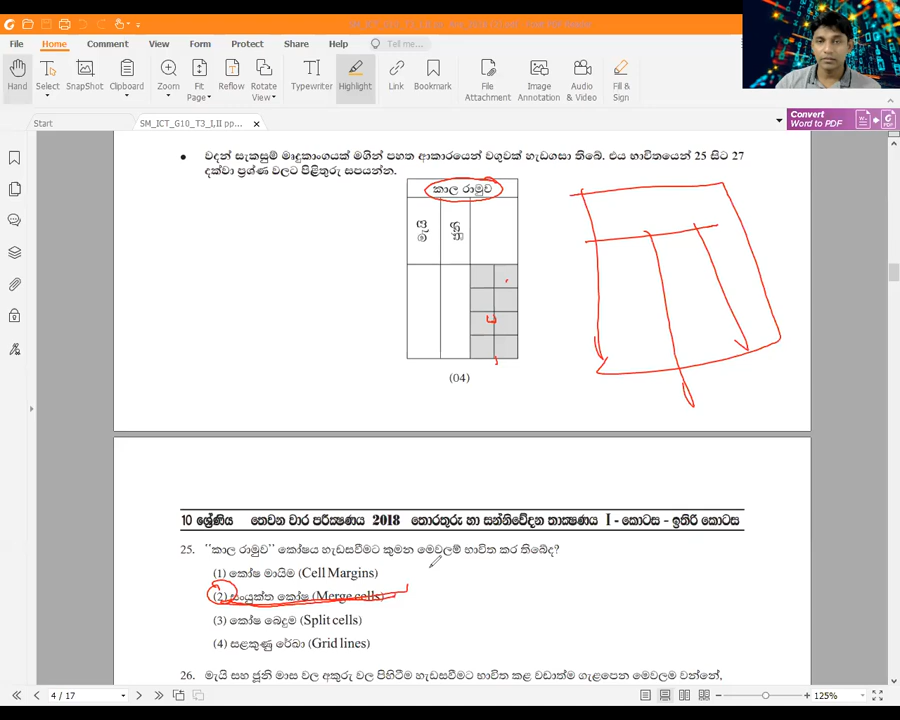 SM_ICT_G10_T3_I,II pp...
File
Home
Comment
View
Form
Protect
Share
Help
Tell me...
Hand
Select
SnapShot
Clipboard
Zoom
Fit Page
Reflow
Rotate View
Typewriter
Highlight
Link
Bookmark
File Attachment
Image Annotation
Audio & Video
Fill & Sign
Start
Convert
Word to PDF
• වදන් සැකසුම් මෘදුකාංගයක් මගින් පහත ආකාරයෙන් වගුවක් හැඩගසා තිබේ. එය භාවිතයෙන් 25 සිට 27
දක්වා ප්‍රශ්ණ වලට පිළිතුරු සපයන්න.
කාල රාමුව
මැයි
ජූනි
(04)
10 ශ්‍රේණිය තෙවන වාර පරීක්ෂණය 2018 තොරතුරු හා සන්නිවේදන තාක්ෂණය I - කොටස - ඉතිරි කොටස
25. ''කාල රාමුව'' කෝෂය හැඩසවීමට කුමන මෙවලම් භාවිත කර තිබේද?
(1) කෝෂ මායිම (Cell Margins)
(2) සංයුක්ත කෝෂ (Merge cells)
(3) කෝෂ බෙදුම (Split cells)
(4) සළකුණු රේඛා (Grid lines)
26. මැයි සහ ජූනි මාස වල අකුරු වල පිහිටීම හැඩසවීමට භාවිත කළ වඩාත්ම ගැළපෙන මෙවලම වන්නේ,
4 / 17
125%